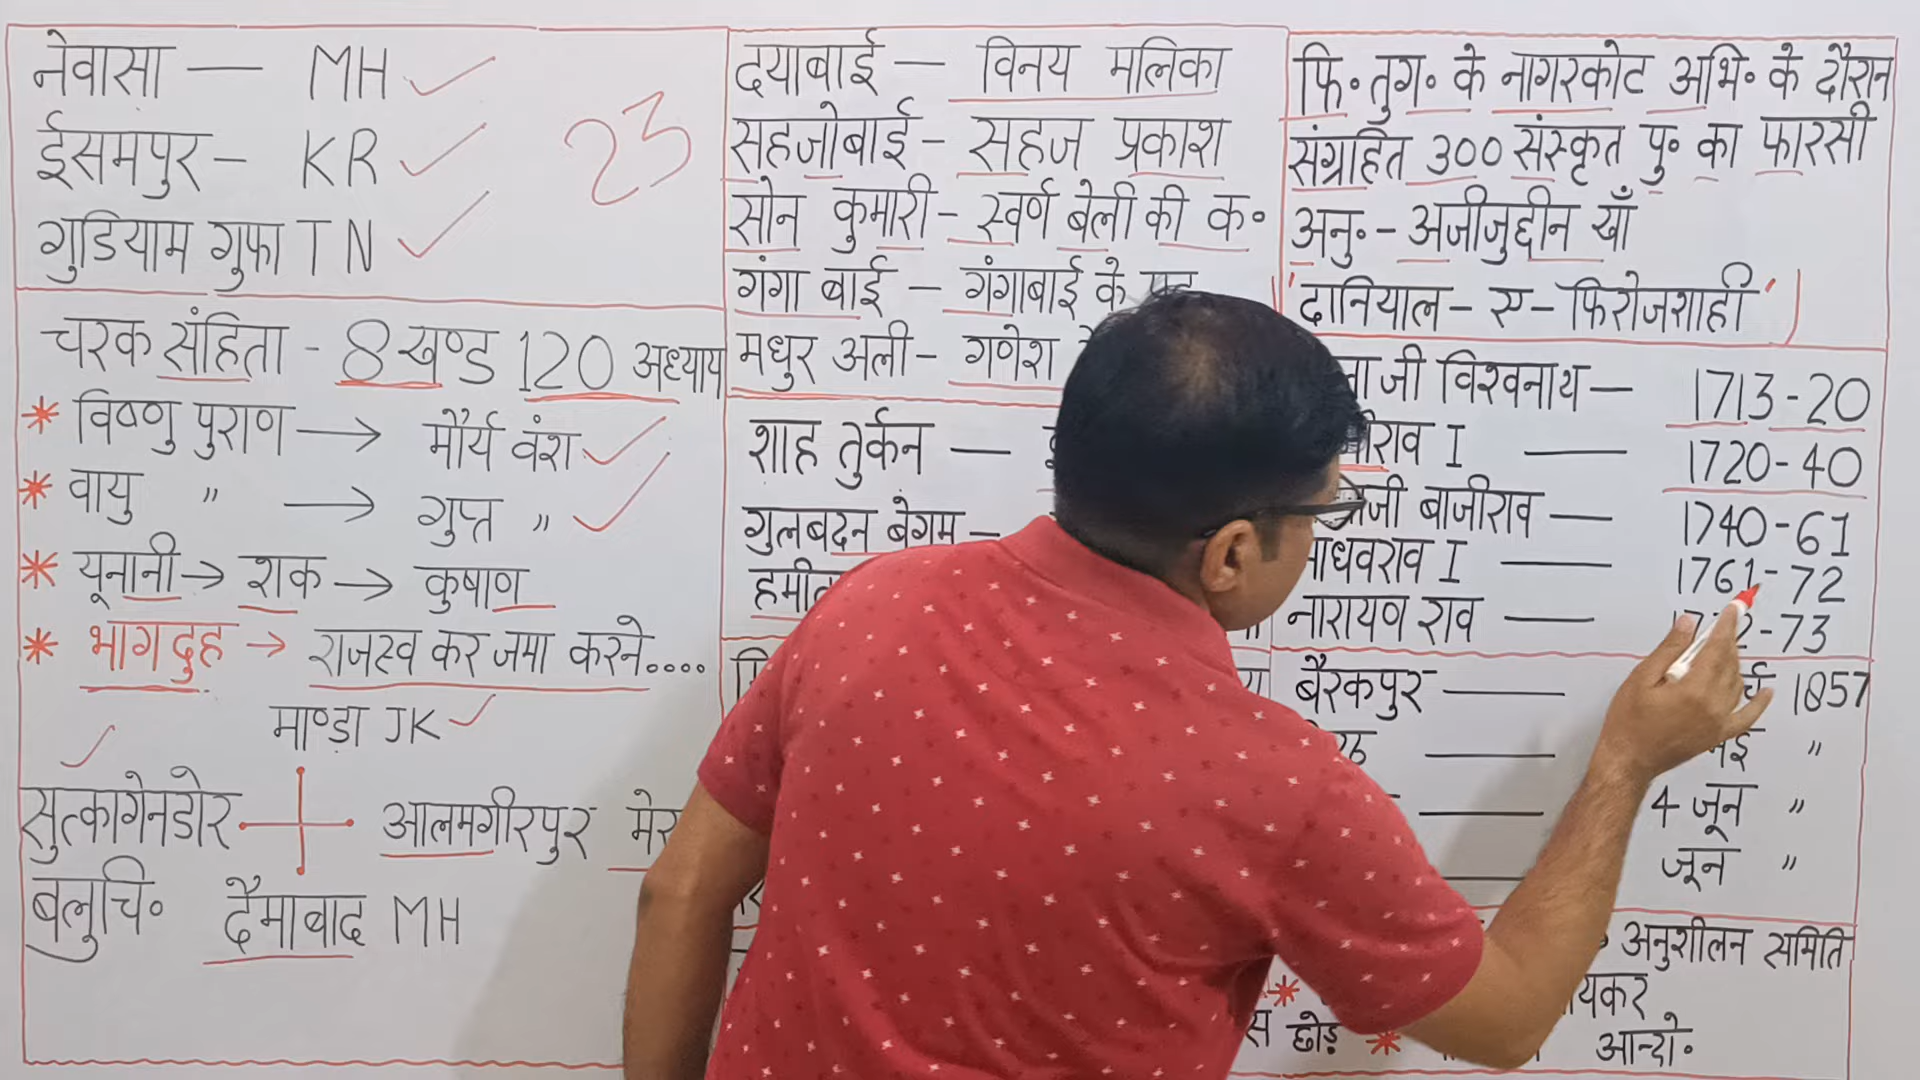 नेवासा — MH
ईसमपुर – KR
गुडियाम गुफा TN
23
चरक संहिता - 8 खण्ड 120 अध्याय
* विष्णु पुराण → मौर्य वंश
* वायु " → गुप्त "
* यूनानी → शक → कुषाण
* भागदुह → राजस्व कर जमा करने....
माण्डा JK
सुत्कागेनडोर आलमगीरपुर
बलुचि॰ दैमाबाद MH
दयाबाई — विनय मलिका
सहजोबाई – सहज प्रकाश
सोन कुमारी – स्वर्ण बेली की क॰
गंगा बाई – गंगाबाई के
मधुर अली – गणेश
शाह तुर्कन —
गुलबदन बेगम –
फि॰ तुग॰ के नागरकोट अभि॰ के दौरान
संग्रहित 300 संस्कृत पु॰ का फारसी
अनु॰ – अजीजुद्दीन खाँ
'दानियाल – ए – फिरोजशाही'
विश्वनाथ — 1713-20
I — 1720-40
बाजीराव — 1740-61
I — 1761-72
नारायण राव — -73
बैरकपुर — 1857
"
4 जून "
जून "
अनुशीलन समिति
छोड़ *
आन्दो॰